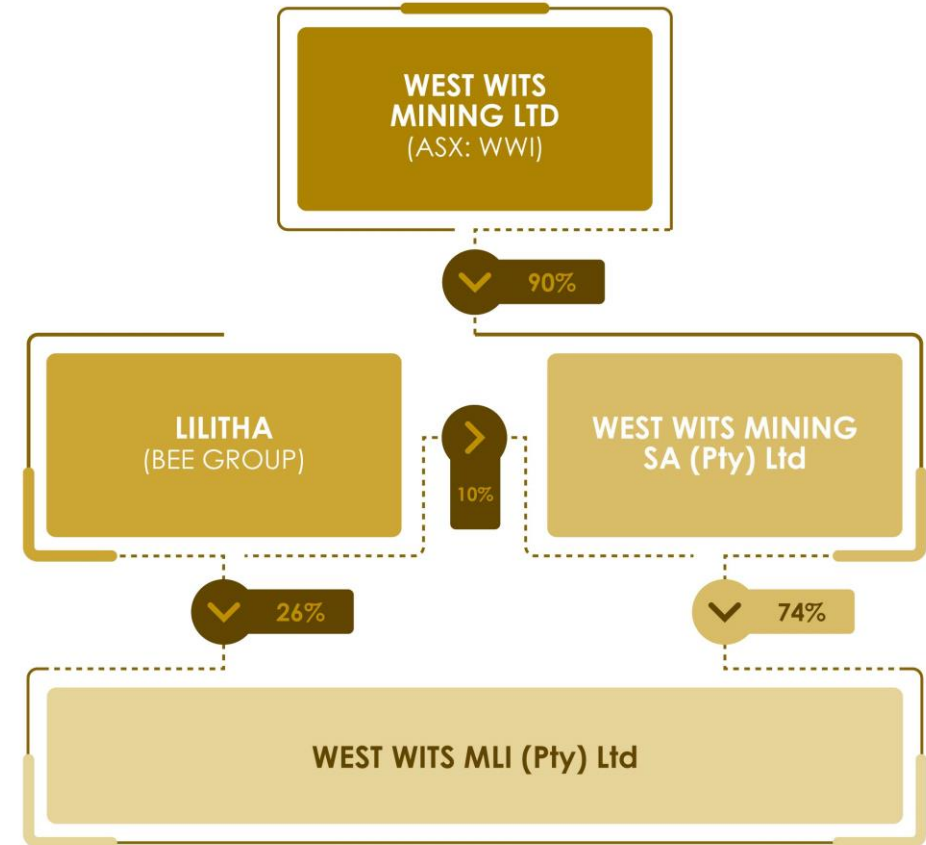 WEST WITS
MINING LTD
(ASX: WWI)
90%
LILITHA
(BEE GROUP)
10%
WEST WITS MINING
SA (Pty) Ltd
26%
74%
WEST WITS MLI (Pty) Ltd